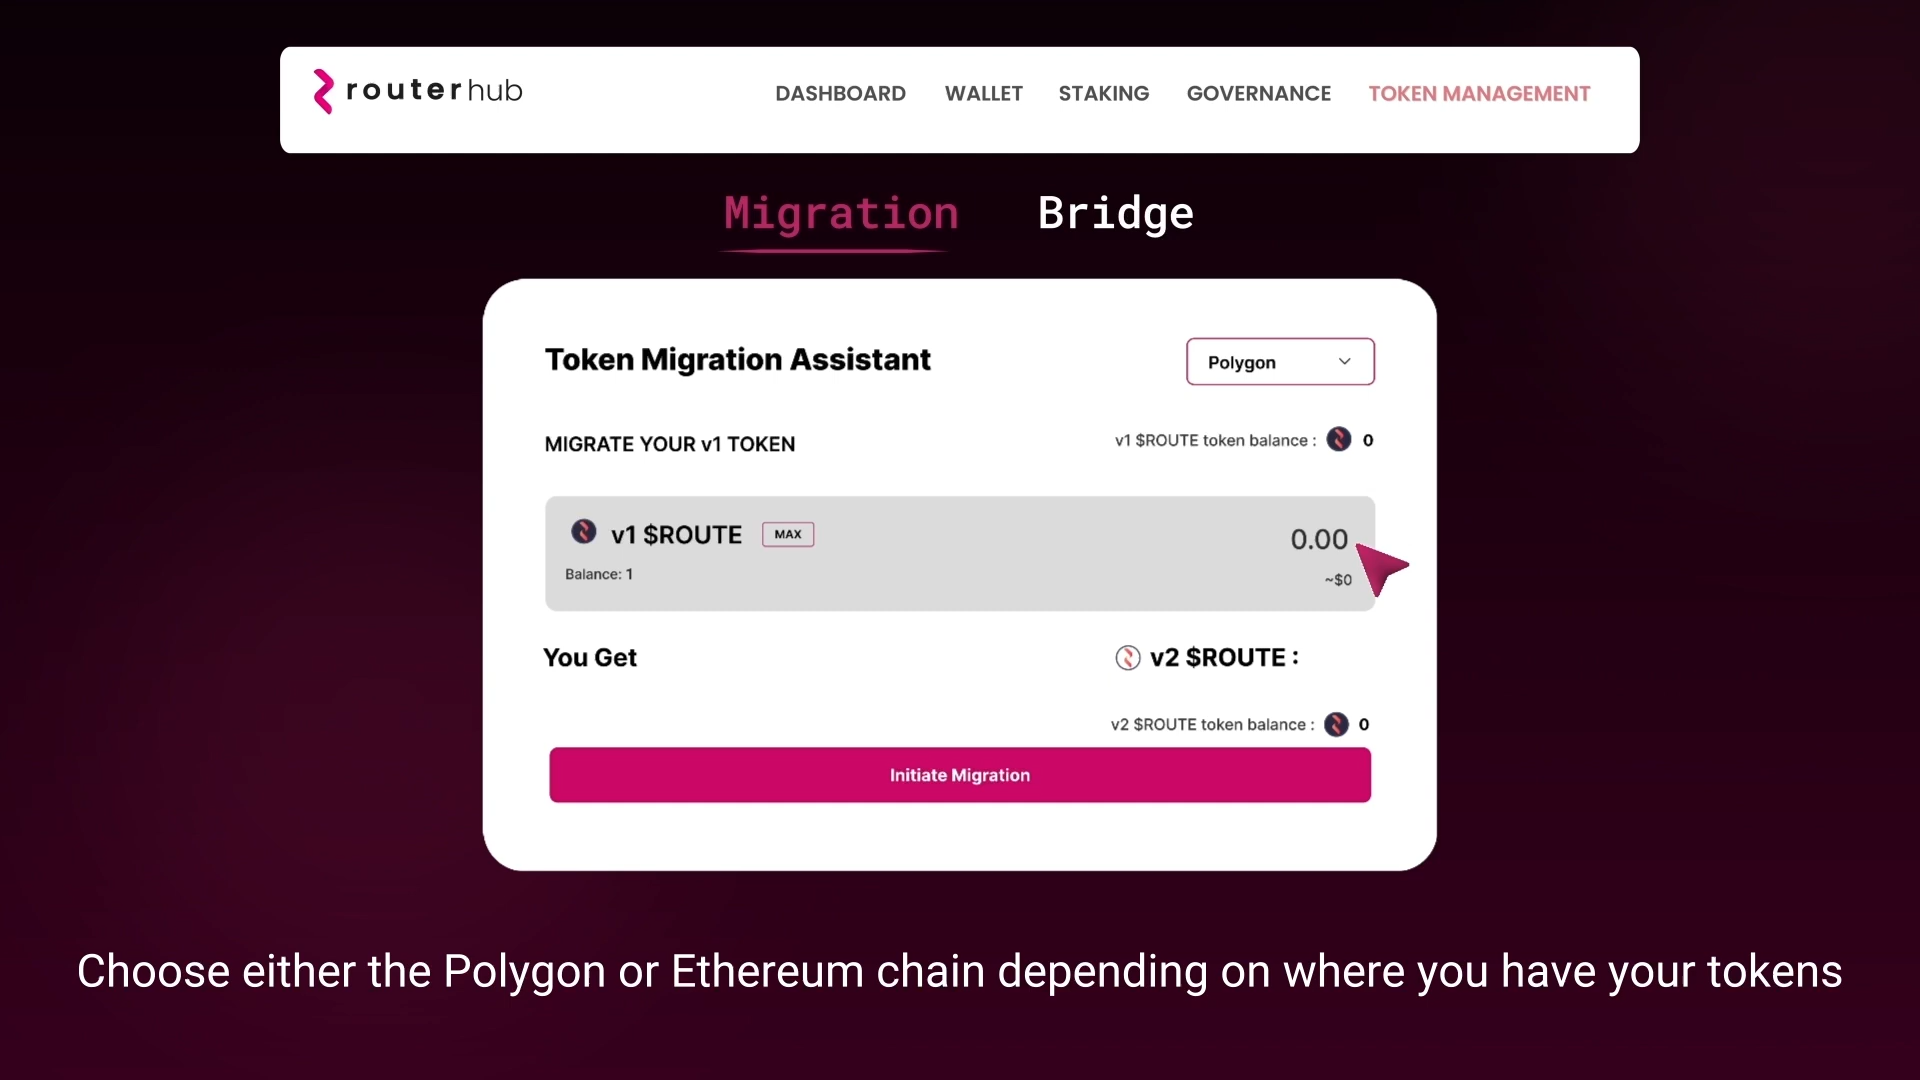 routerhub
DASHBOARD WALLET STAKING GOVERNANCE TOKEN MANAGEMENT
Migration Bridge
Token Migration Assistant
Polygon
MIGRATE YOUR v1 TOKEN
v1 $ROUTE token balance : 0
v1 $ROUTE MAX
0.00
Balance: 1
~$0
You Get
v2 $ROUTE :
v2 $ROUTE token balance : 0
Initiate Migration
Choose either the Polygon or Ethereum chain depending on where you have your tokens